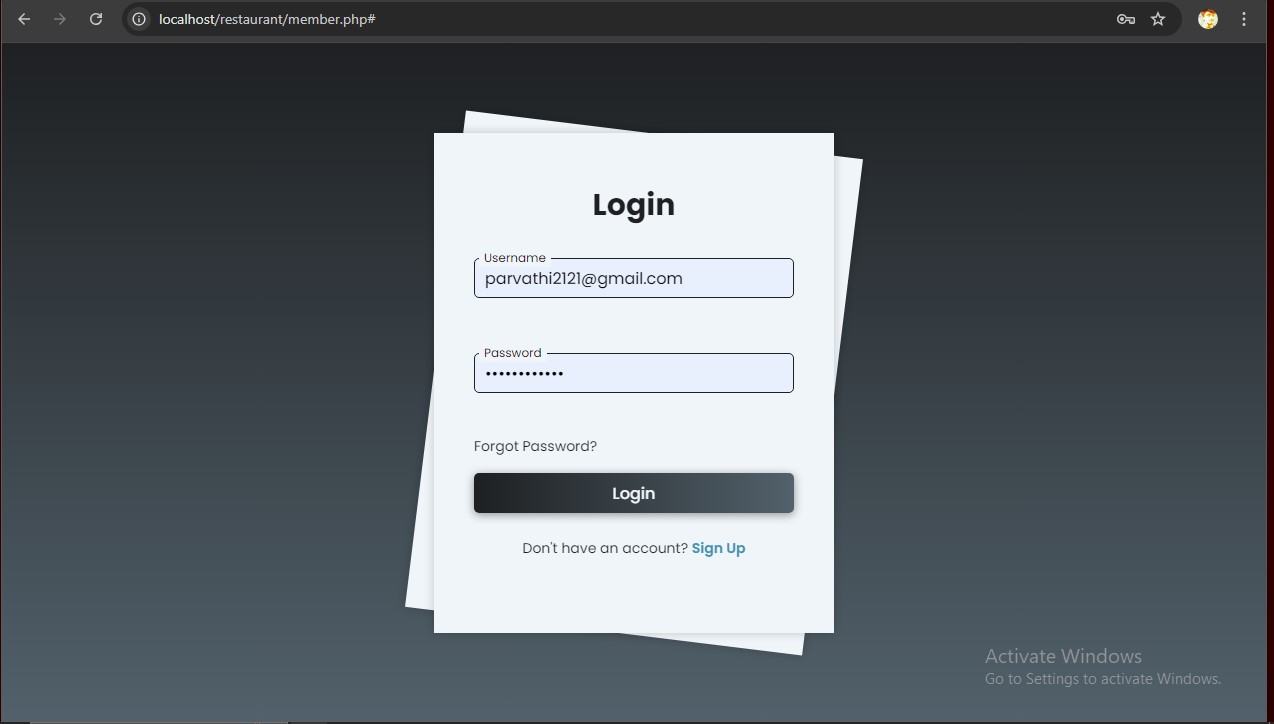 localhost/restaurant/member.php#
Login
Username
parvathi2121@gmail.com
Password
••••••••••••
Forgot Password?
Login
Don't have an account? Sign Up
Activate Windows
Go to Settings to activate Windows.